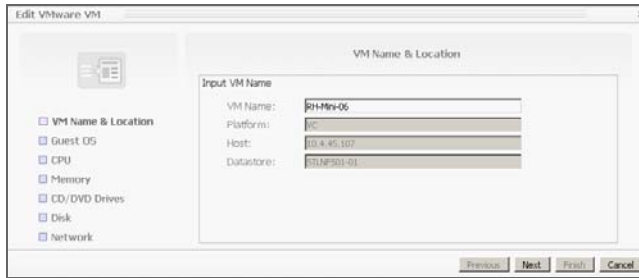 Edit VMware VM
VM Name & Location
Input VM Name
VM Name: RH-Mini-06
Platform: VC
Host: 10.4.45.107
Datastore: STLNFS01-01
VM Name & Location
Guest OS
CPU
Memory
CD/DVD Drives
Disk
Network
Previous Next Finish Cancel